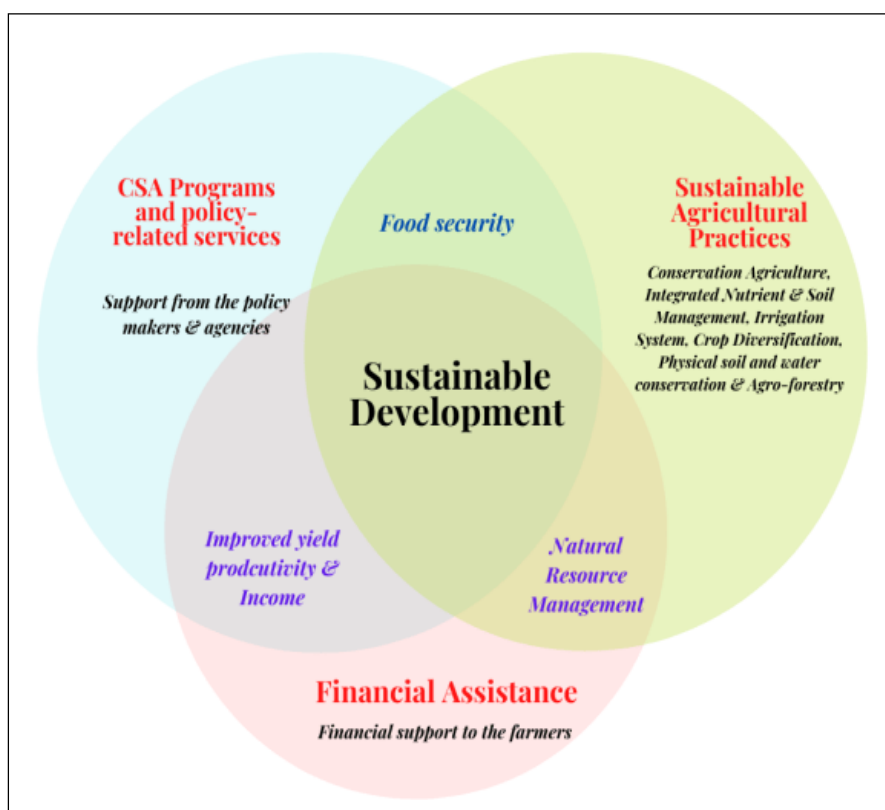 CSA Programs
and policy-
related services
Support from the policy
makers & agencies
Food security
Sustainable
Agricultural
Practices
Conservation Agriculture,
Integrated Nutrient & Soil
Management, Irrigation
System, Crop Diversification,
Physical soil and water
conservation & Agro-forestry
Sustainable
Development
Improved yield
prodcutivity &
Income
Natural
Resource
Management
Financial Assistance
Financial support to the farmers